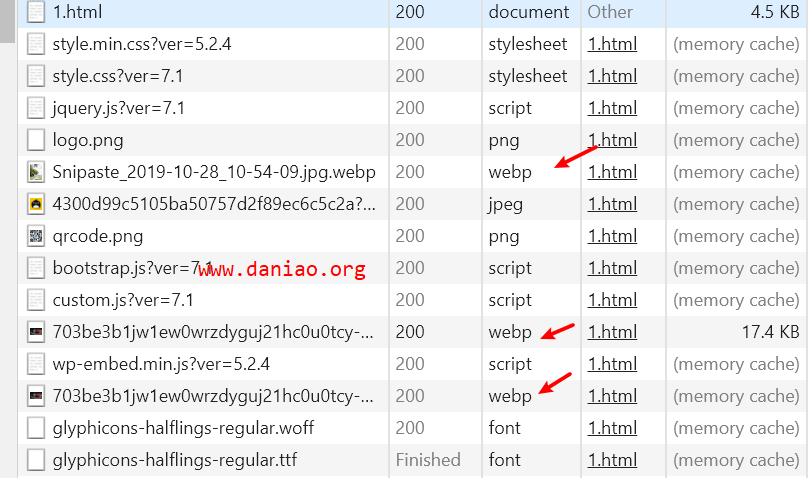 1.html 200 document Other 4.5 KB
style.min.css?ver=5.2.4 200 stylesheet 1.html (memory cache)
style.css?ver=7.1 200 stylesheet 1.html (memory cache)
jquery.js?ver=7.1 200 script 1.html (memory cache)
logo.png 200 png 1.html (memory cache)
Snipaste_2019-10-28_10-54-09.jpg.webp 200 webp 1.html (memory cache)
4300d99c5105ba50757d2f89ec6c5c2a?... 200 jpeg 1.html (memory cache)
qrcode.png 200 png 1.html (memory cache)
bootstrap.js?ver=7.1 200 script 1.html (memory cache)
www.daniao.org
custom.js?ver=7.1 200 script 1.html (memory cache)
703be3b1jw1ew0wrzdyguj21hc0u0tcy-... 200 webp 1.html 17.4 KB
wp-embed.min.js?ver=5.2.4 200 script 1.html (memory cache)
703be3b1jw1ew0wrzdyguj21hc0u0tcy-... 200 webp 1.html (memory cache)
glyphicons-halflings-regular.woff 200 font 1.html (memory cache)
glyphicons-halflings-regular.ttf Finished font 1.html (memory cache)